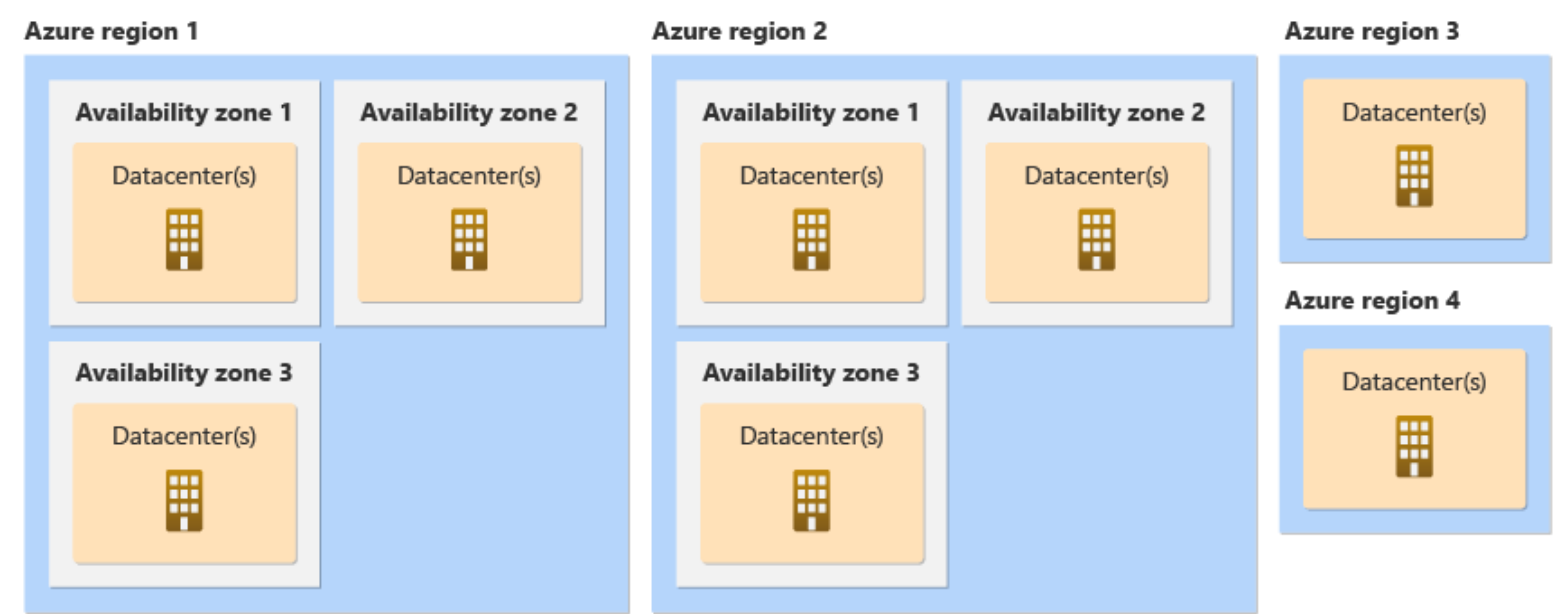 Azure region 1
Availability zone 1
Datacenter(s)
Availability zone 2
Datacenter(s)
Availability zone 3
Datacenter(s)
Azure region 2
Availability zone 1
Datacenter(s)
Availability zone 2
Datacenter(s)
Availability zone 3
Datacenter(s)
Azure region 3
Datacenter(s)
Azure region 4
Datacenter(s)